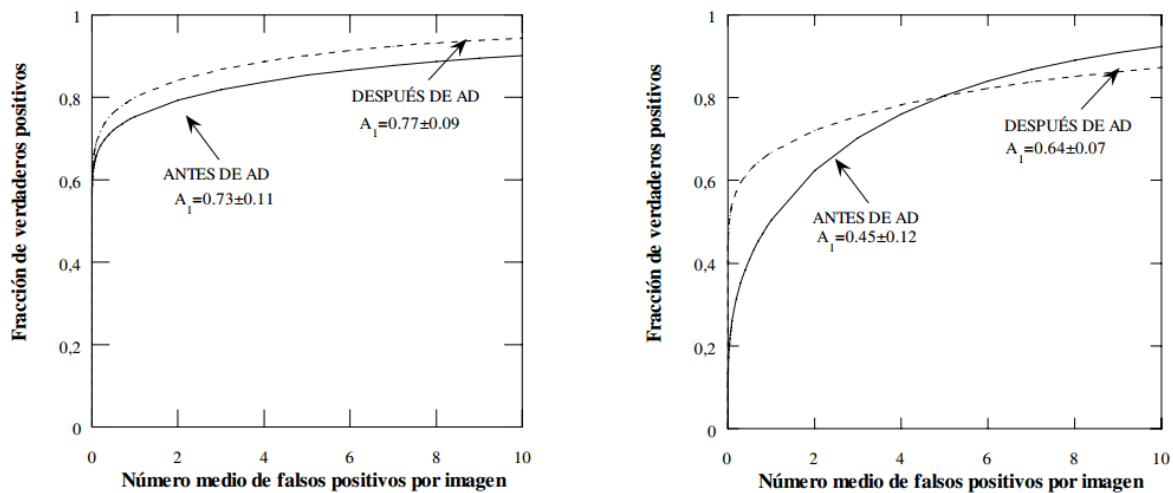 Fracción de verdaderos positivos
1
0,8
0,6
0,4
0,2
0
0
2
4
6
8
10
DESPUÉS DE AD
A1=0.77±0.09
ANTES DE AD
A1=0.73±0.11
Número medio de falsos positivos por imagen
Fracción de verdaderos positivos
1
0,8
0,6
0,4
0,2
0
0
2
4
6
8
10
DESPUÉS DE AD
A1=0.64±0.07
ANTES DE AD
A1=0.45±0.12
Número medio de falsos positivos por imagen